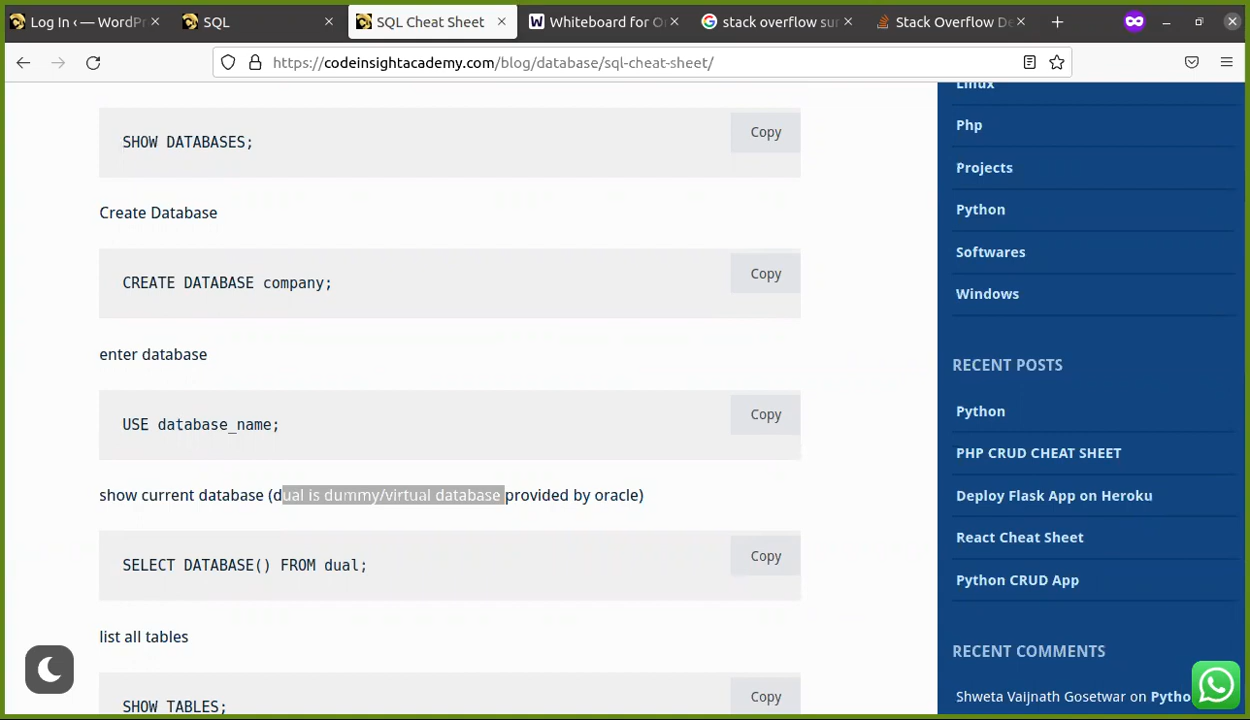 Log In ‹ — WordPr
SQL
SQL Cheat Sheet
Whiteboard for O
stack overflow sur
Stack Overflow De
https://codeinsightacademy.com/blog/database/sql-cheat-sheet/
SHOW DATABASES;
Copy
Create Database
CREATE DATABASE company;
Copy
enter database
USE database_name;
Copy
show current database (dual is dummy/virtual database provided by oracle)
SELECT DATABASE() FROM dual;
Copy
list all tables
SHOW TABLES;
Copy
Linux
Php
Projects
Python
Softwares
Windows
RECENT POSTS
Python
PHP CRUD CHEAT SHEET
Deploy Flask App on Heroku
React Cheat Sheet
Python CRUD App
RECENT COMMENTS
Shweta Vaijnath Gosetwar on Pytho